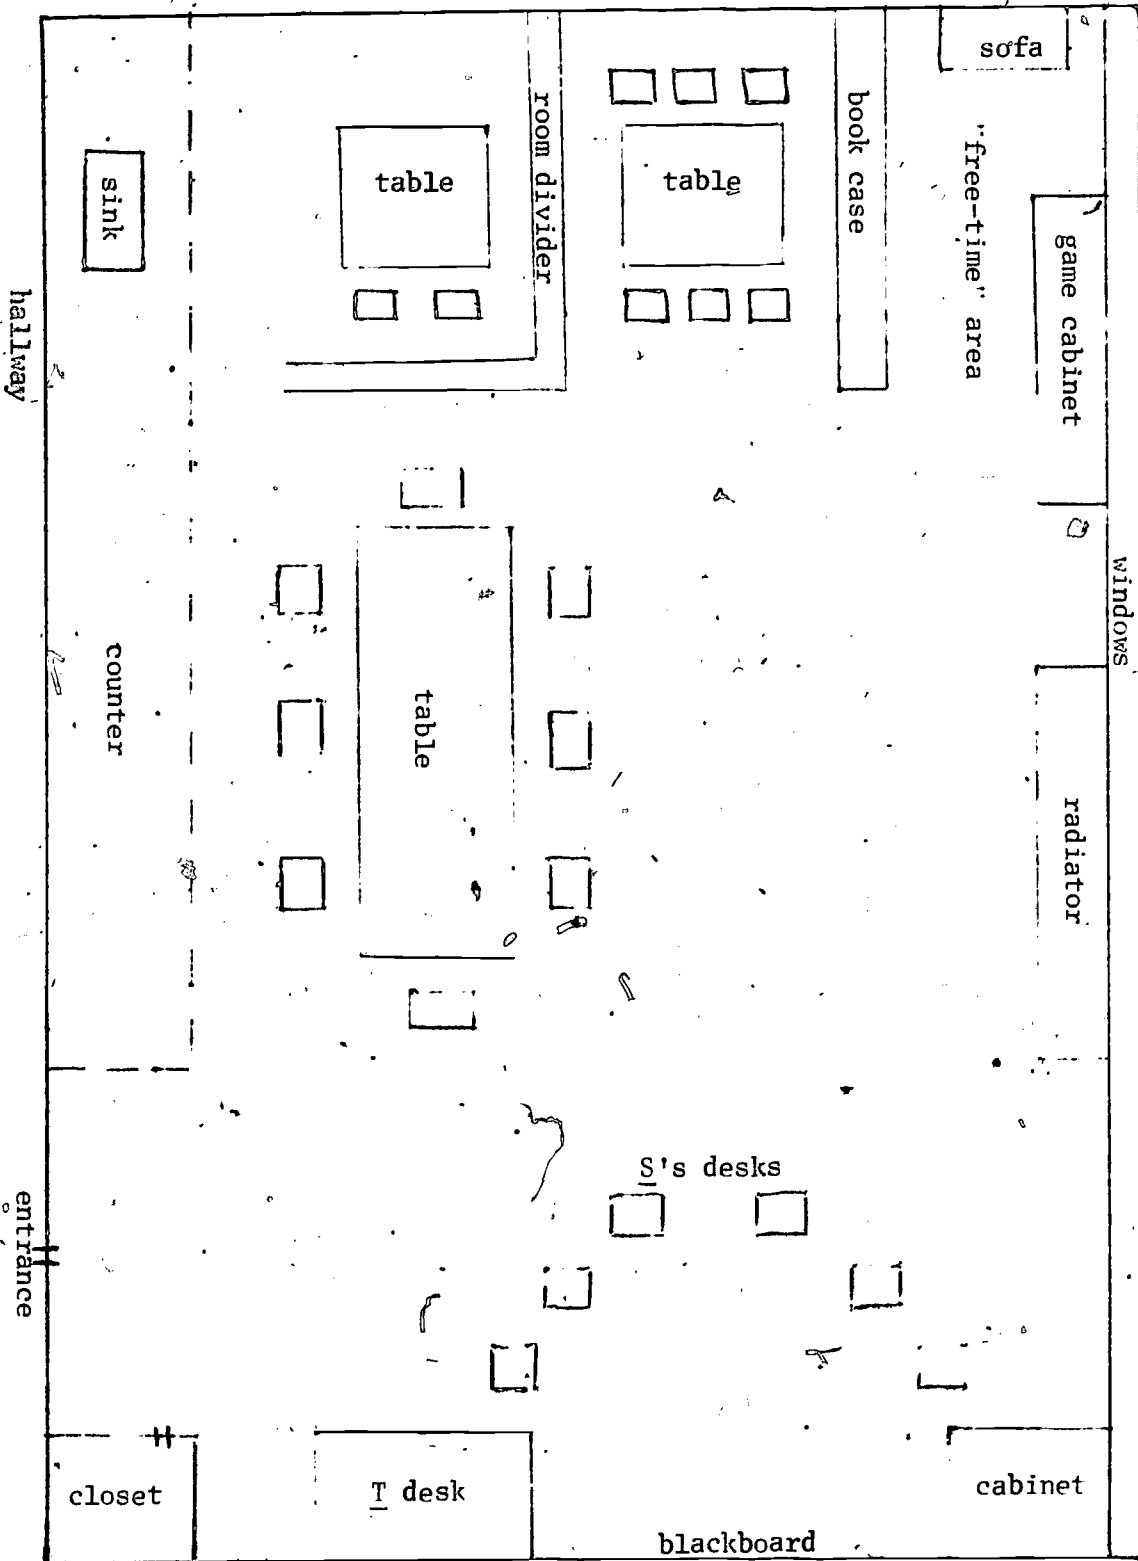 sofa
room divider
book case
"free-time" area
table
table
sink
game cabinet
hallway
windows
counter
table
radiator
S's desks
entrance
closet
T desk
cabinet
blackboard